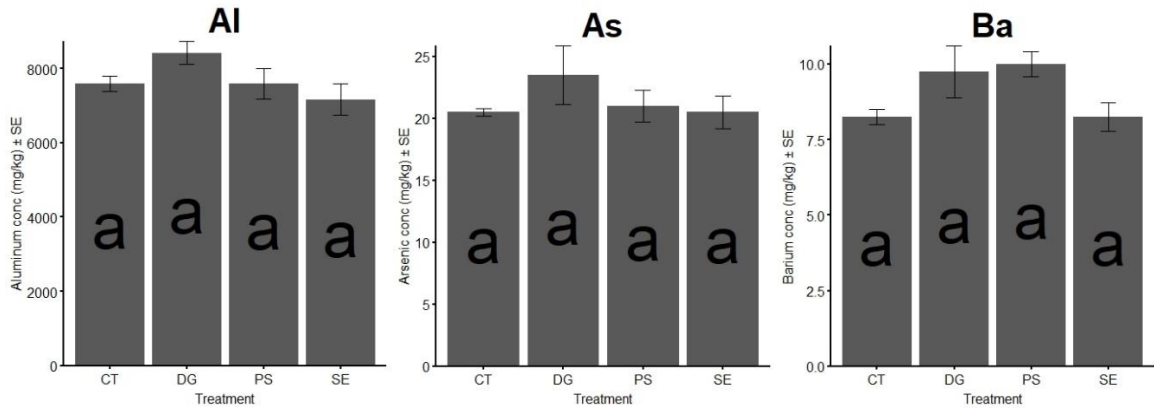 Al
Aluminum conc (mg/kg) ± SE
8000
6000
4000
2000
0
a a a a
CT DG PS SE
Treatment
As
Arsenic conc (mg/kg) ± SE
25
20
15
10
5
0
a a a a
CT DG PS SE
Treatment
Ba
Barium conc (mg/kg) ± SE
10.0
7.5
5.0
2.5
0.0
a a a a
CT DG PS SE
Treatment